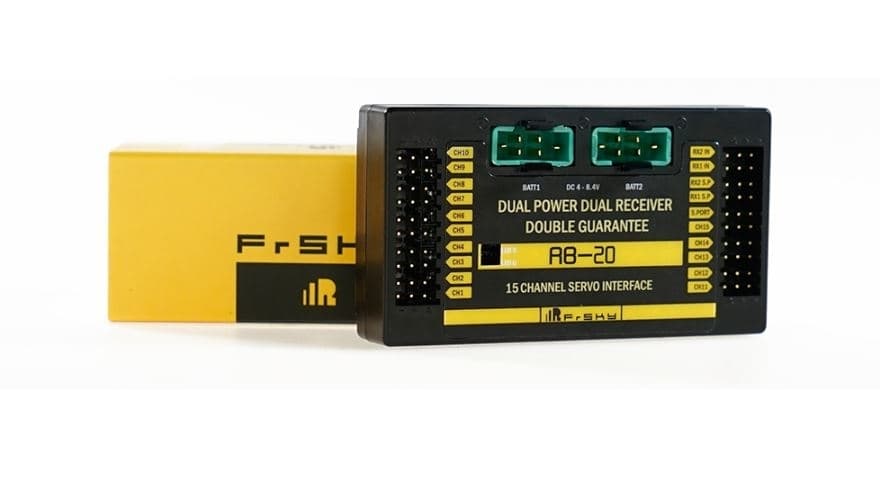 FrSK
CH10
CH9
CH8
CH7
CH6
CH5
CH4
CH3
CH2
CH1
BATT1
DC 4 - 8.4V
BATT2
DUAL POWER DUAL RECEIVER
DOUBLE GUARANTEE
RB-20
15 CHANNEL SERVO INTERFACE
FrSKY
RX2 IN
RX1 IN
RX2 S.P
RX1 S.P
S.PORT
CH15
CH14
CH13
CH12
CH11